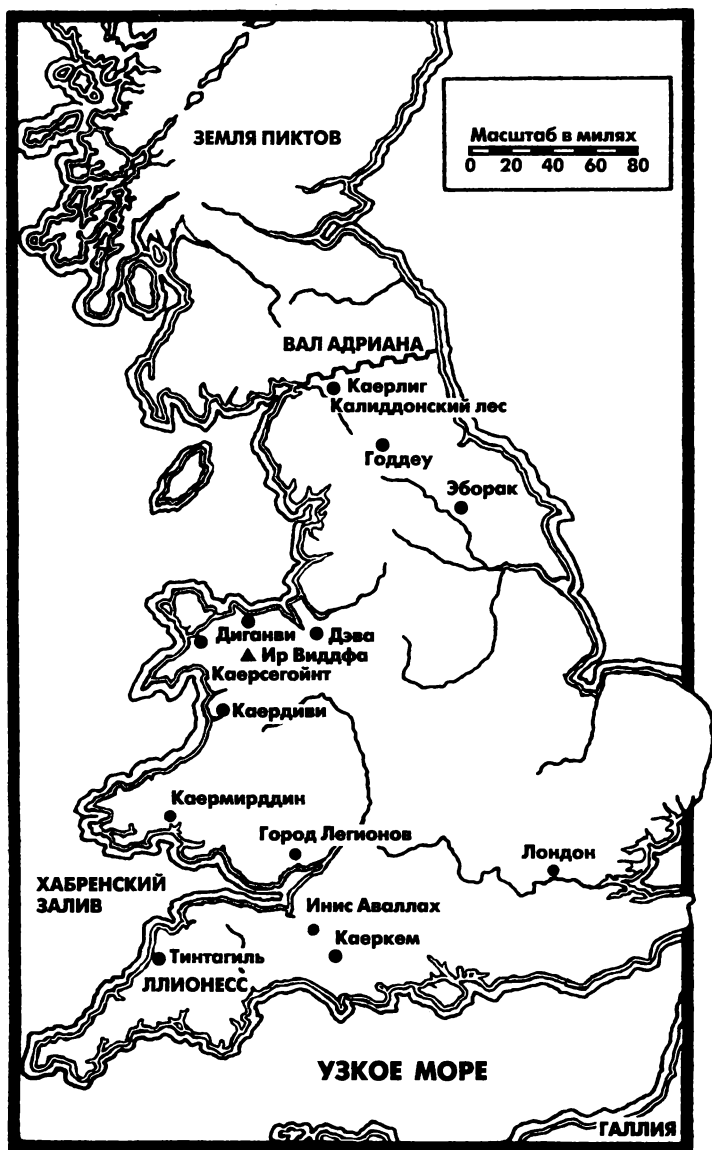 ЗЕМЛЯ ПИКТОВ
Масштаб в милях
0 20 40 60 80
ВАЛ АДРИАНА
Каерлиг
Калиддонский лес
Годдеу
Эборак
Диганви
Дэва
Ир Виддфа
Каерсегойнт
Каердиви
Каермирддин
Город Легионов
Лондон
ХАБРЕНСКИЙ
ЗАЛИВ
Инис Аваллах
Каеркем
Тинтагиль
ЛЛИОНЕСС
УЗКОЕ МОРЕ
ГАЛЛИЯ